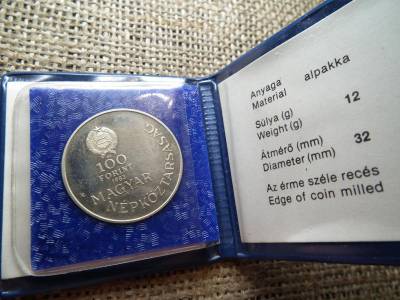 100
FORINT
1983
MAGYAR
NÉPKÖZTÁRSASÁG
Anyaga alpakka
Material
Súlya (g)
Weight (g) 12
Átmérő (mm)
Diameter (mm) 32
Az érme széle recés
Edge of coin milled